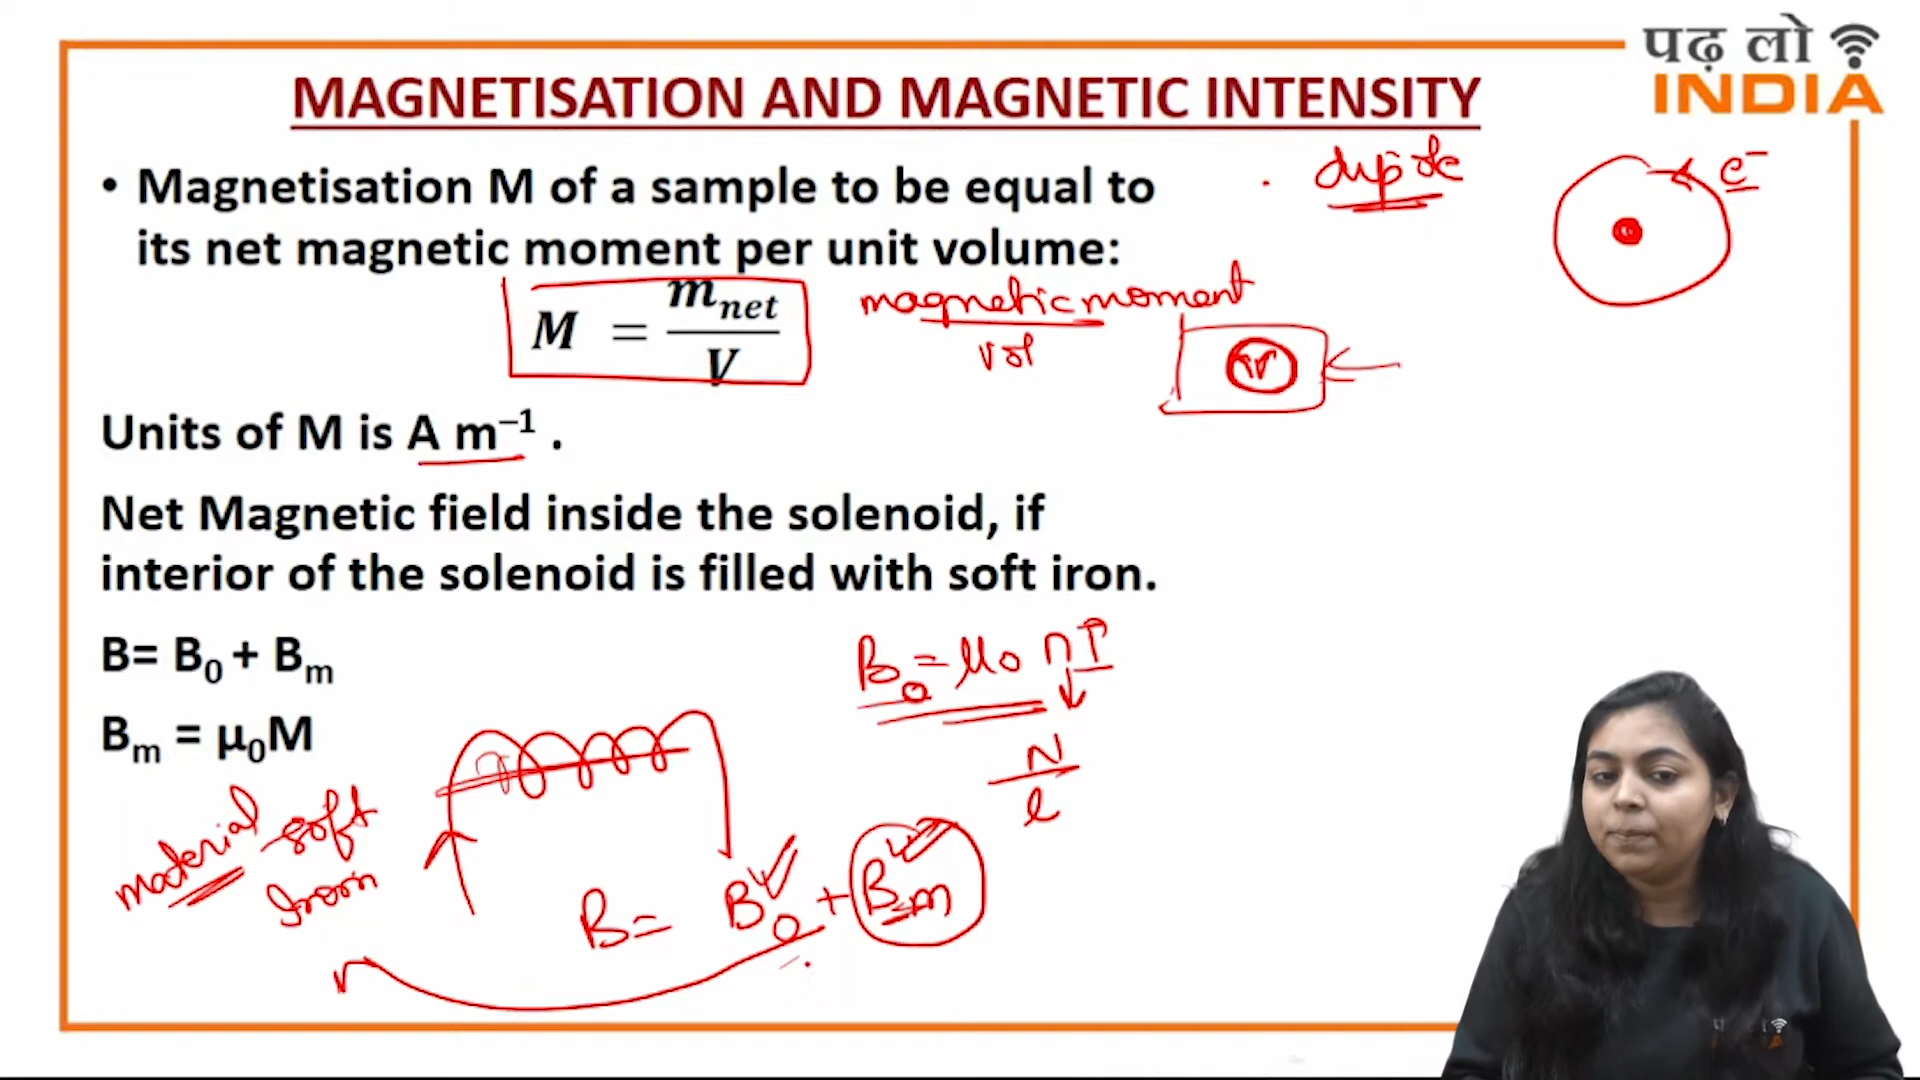 पढ़ लो
INDIA
MAGNETISATION AND MAGNETIC INTENSITY
• Magnetisation M of a sample to be equal to
its net magnetic moment per unit volume:
dipole
e⁻
M = m_net / V
magnetic moment
vol
Units of M is A m⁻¹ .
Net Magnetic field inside the solenoid, if
interior of the solenoid is filled with soft iron.
B= B₀ + Bₘ
B₀ = μ₀ nI
Bₘ = μ₀M
N
l
material soft
Iron
B = B₀ + Bₘ
INDIA